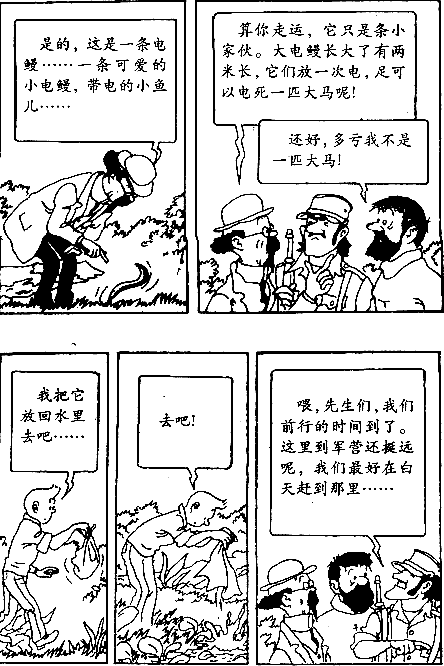 是的，这是一条电
鳗……一条可爱的
小电鳗，带电的小鱼
儿……
算你走运，它只是条小
家伙。大电鳗长大了有两
米长，它们放一次电，足可
以电死一匹大马呢！
还好，多亏我不是
一匹大马！
我把它
放回水里
去吧……
去吧！
喂，先生们，我们
前行的时间到了。
这里到军营还挺远
呢，我们最好在白
天赶到那里……